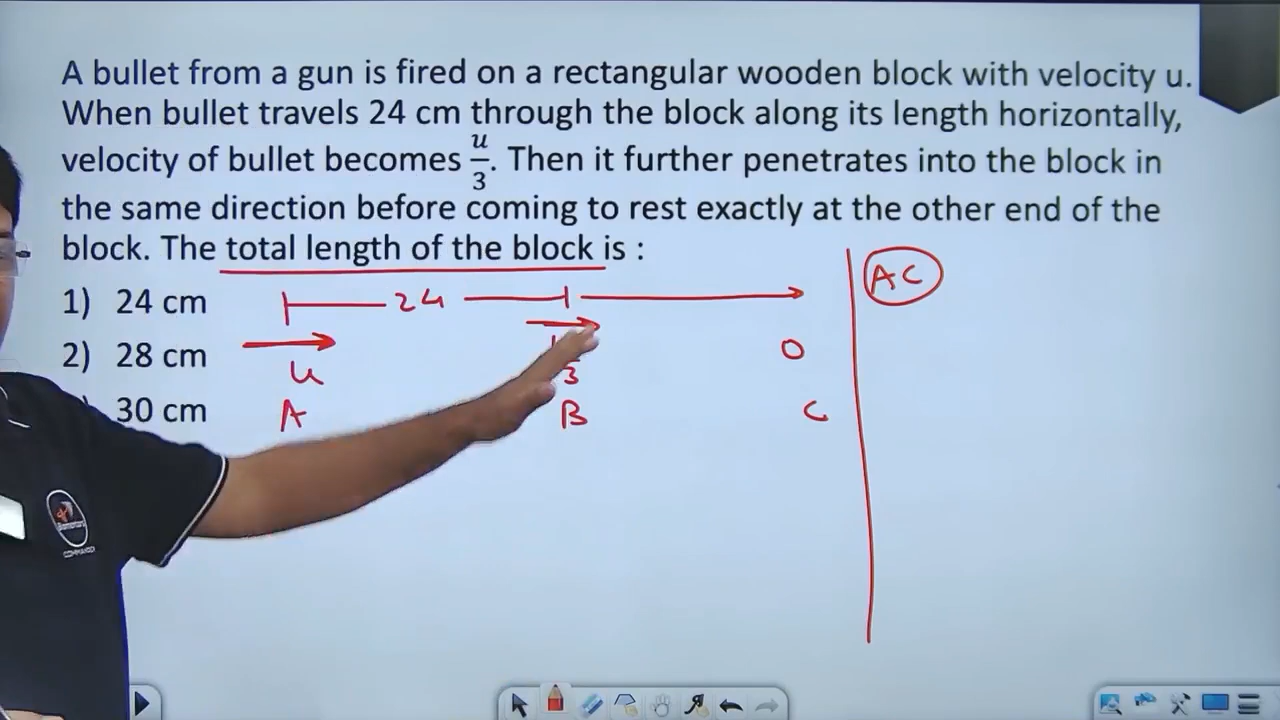 A bullet from a gun is fired on a rectangular wooden block with velocity u.
When bullet travels 24 cm through the block along its length horizontally,
velocity of bullet becomes u/3. Then it further penetrates into the block in
the same direction before coming to rest exactly at the other end of the
block. The total length of the block is :
1) 24 cm
2) 28 cm
30 cm
24
u
3
O
A
B
C
AC
COMMANDO